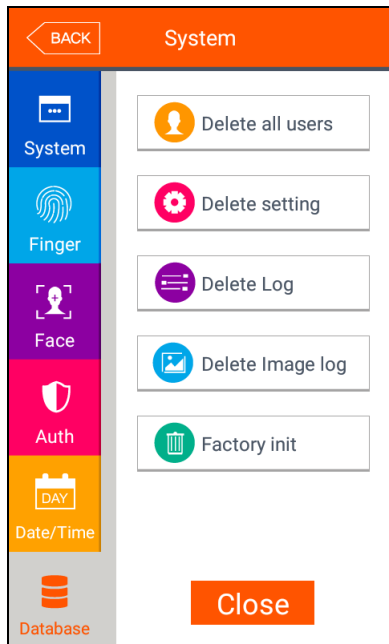 BACK
System
System
Finger
Face
Auth
DAY
Date/Time
Database
Delete all users
Delete setting
Delete Log
Delete Image log
Factory init
Close